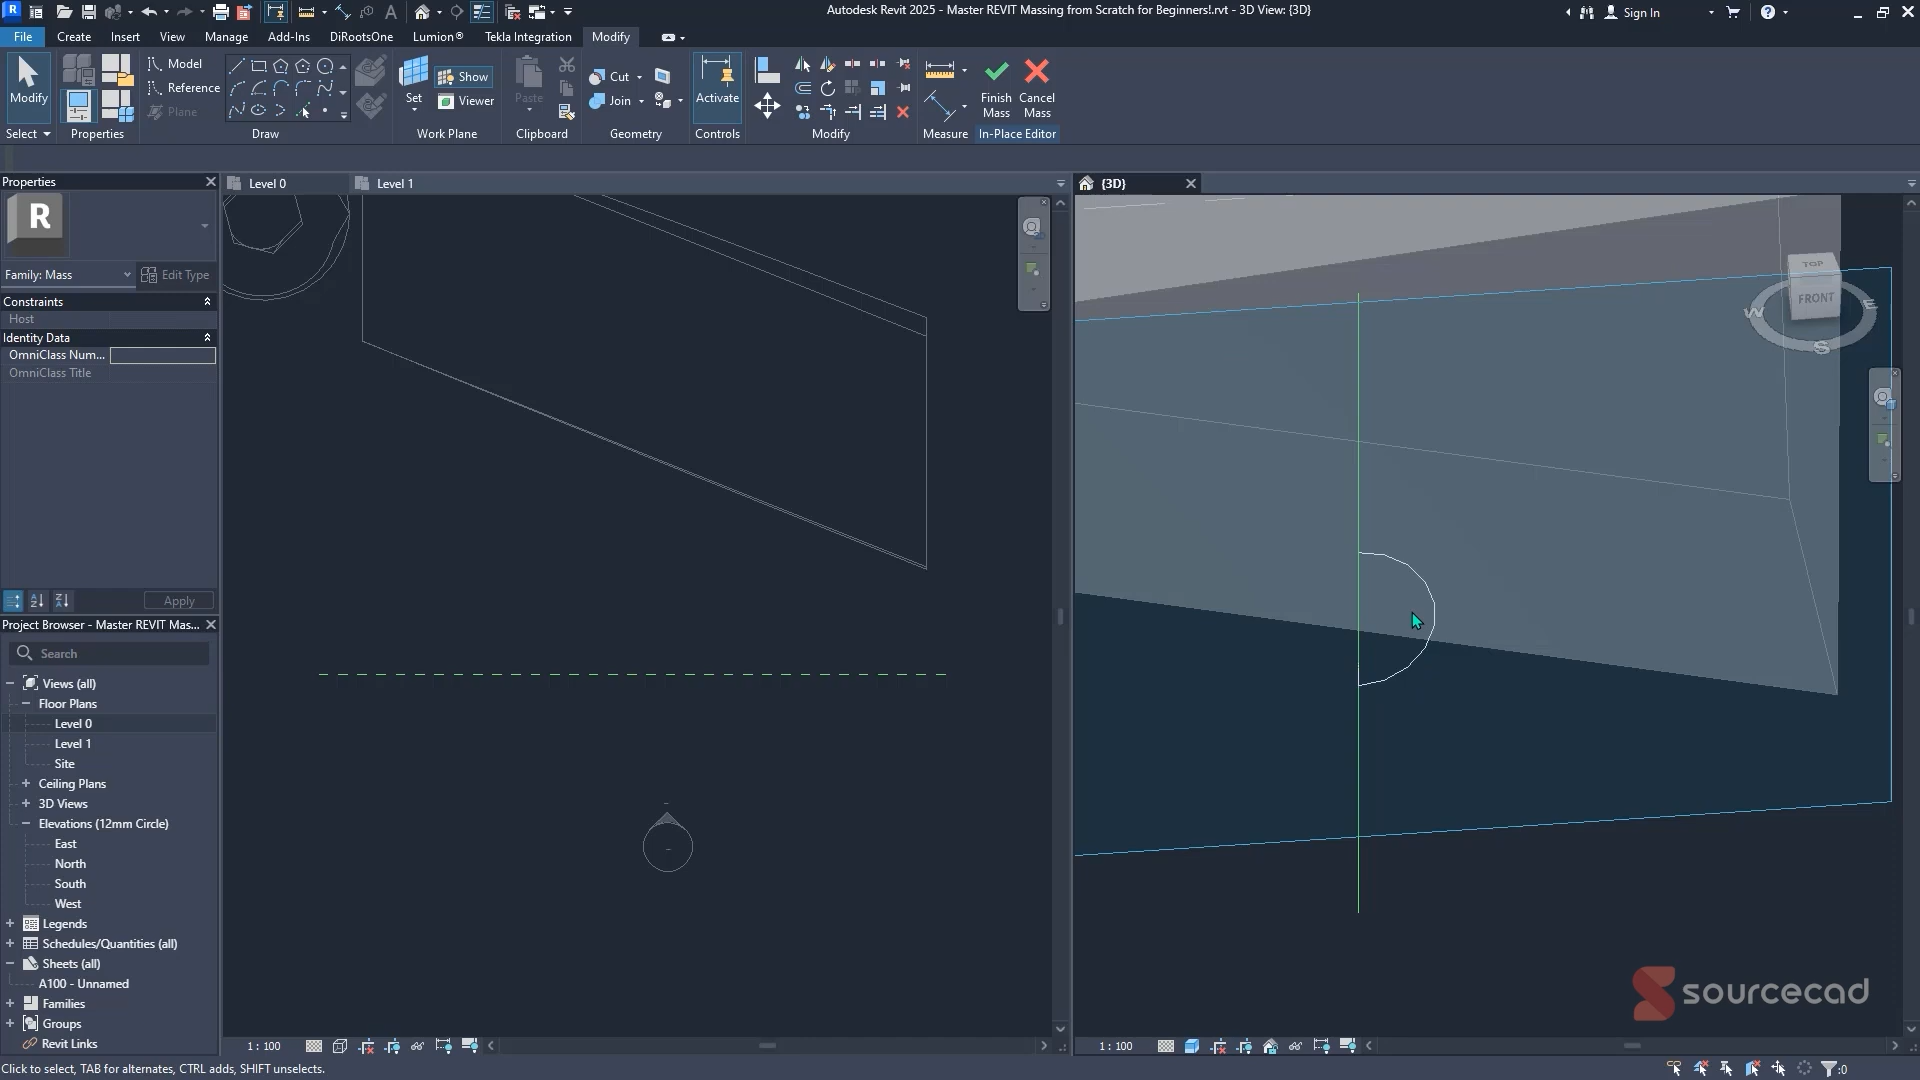 Autodesk Revit 2025 - Master REVIT Massing from Scratch for Beginners!.rvt - 3D View: {3D}
Sign In
File
Create
Insert
View
Manage
Add-Ins
DiRootsOne
Lumion®
Tekla Integration
Modify
Modify
Select
Properties
Model
Reference
Plane
Draw
Set
Show
Viewer
Work Plane
Paste
Clipboard
Cut
Join
Geometry
Activate
Controls
Modify
Measure
Finish Mass
Cancel Mass
In-Place Editor
Properties
R
Family: Mass
Edit Type
Constraints
Host
Identity Data
OmniClass Num...
OmniClass Title
Apply
Project Browser - Master REVIT Mas...
Search
Views (all)
Floor Plans
Level 0
Level 1
Site
Ceiling Plans
3D Views
Elevations (12mm Circle)
East
North
South
West
Legends
Schedules/Quantities (all)
Sheets (all)
A100 - Unnamed
Families
Groups
Revit Links
Level 0
Level 1
1 : 100
{3D}
TOP
FRONT
W
E
S
sourcecad
1 : 100
Click to select, TAB for alternates, CTRL adds, SHIFT unselects.
:0